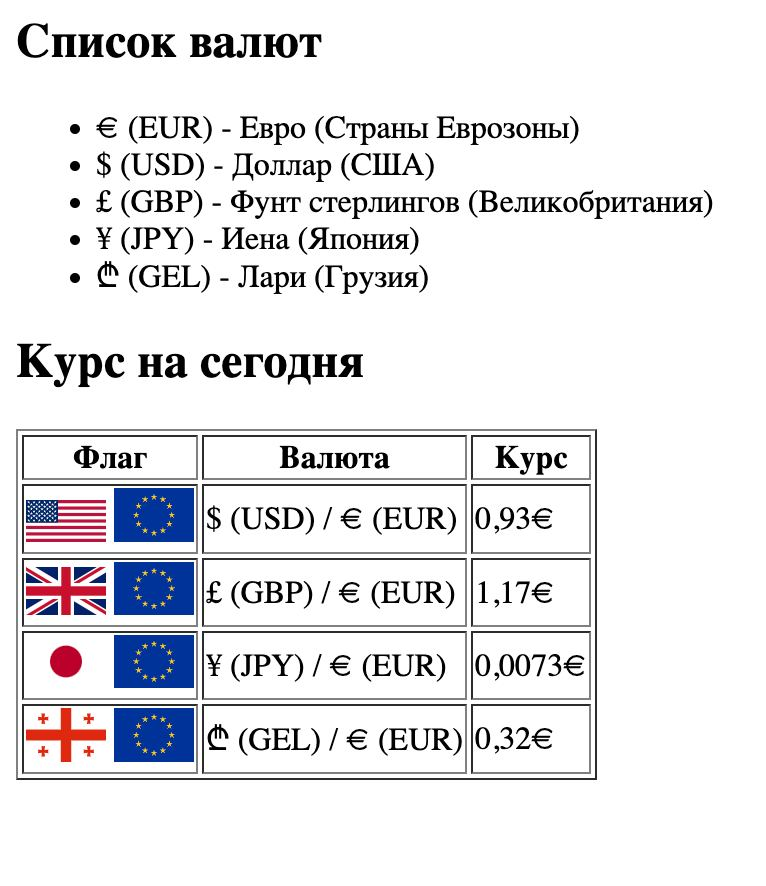 Список валют
• € (EUR) - Евро (Страны Еврозоны)
• $ (USD) - Доллар (США)
• £ (GBP) - Фунт стерлингов (Великобритания)
• ¥ (JPY) - Иена (Япония)
• ₾ (GEL) - Лари (Грузия)
Курс на сегодня
Флаг Валюта Курс
$ (USD) / € (EUR) 0,93€
£ (GBP) / € (EUR) 1,17€
¥ (JPY) / € (EUR) 0,0073€
₾ (GEL) / € (EUR) 0,32€